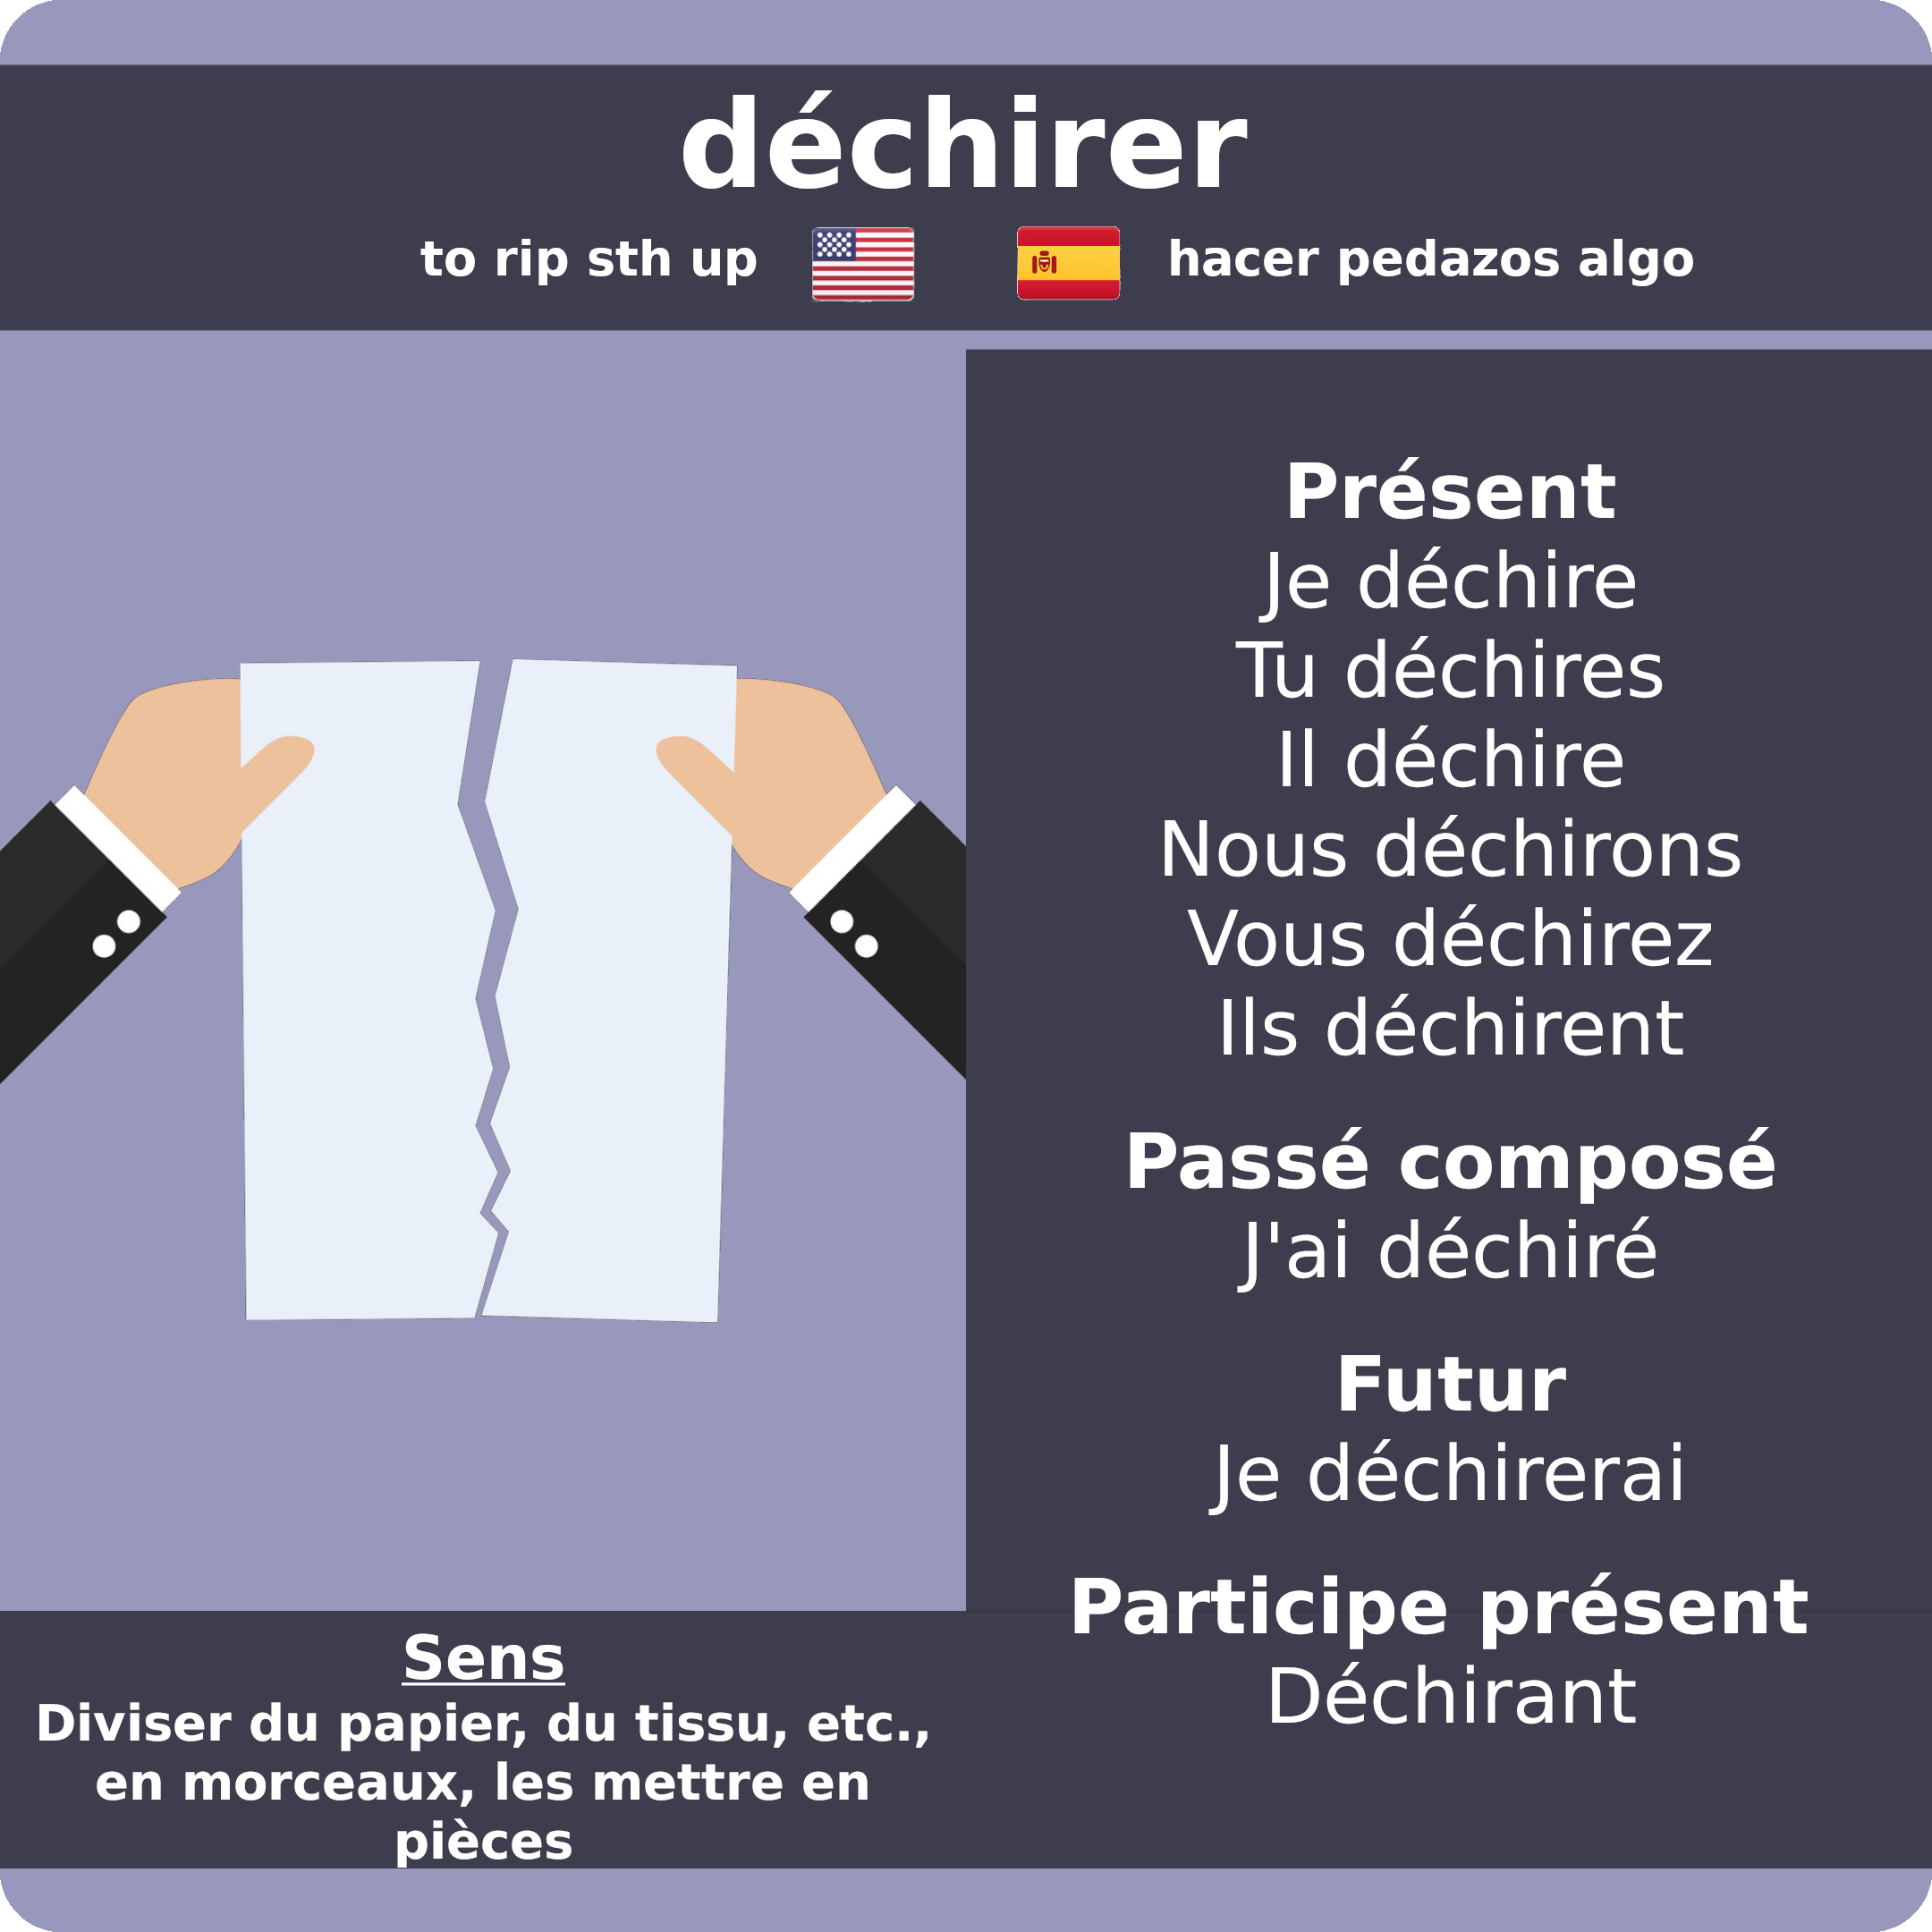 déchirer
to rip sth up
hacer pedazos algo
Présent
Je déchire
Tu déchires
Il déchire
Nous déchirons
Vous déchirez
Ils déchirent
Passé composé
J'ai déchiré
Futur
Je déchirerai
Participe présent
Déchirant
Sens
Diviser du papier, du tissu, etc.,
en morceaux, les mettre en
pièces